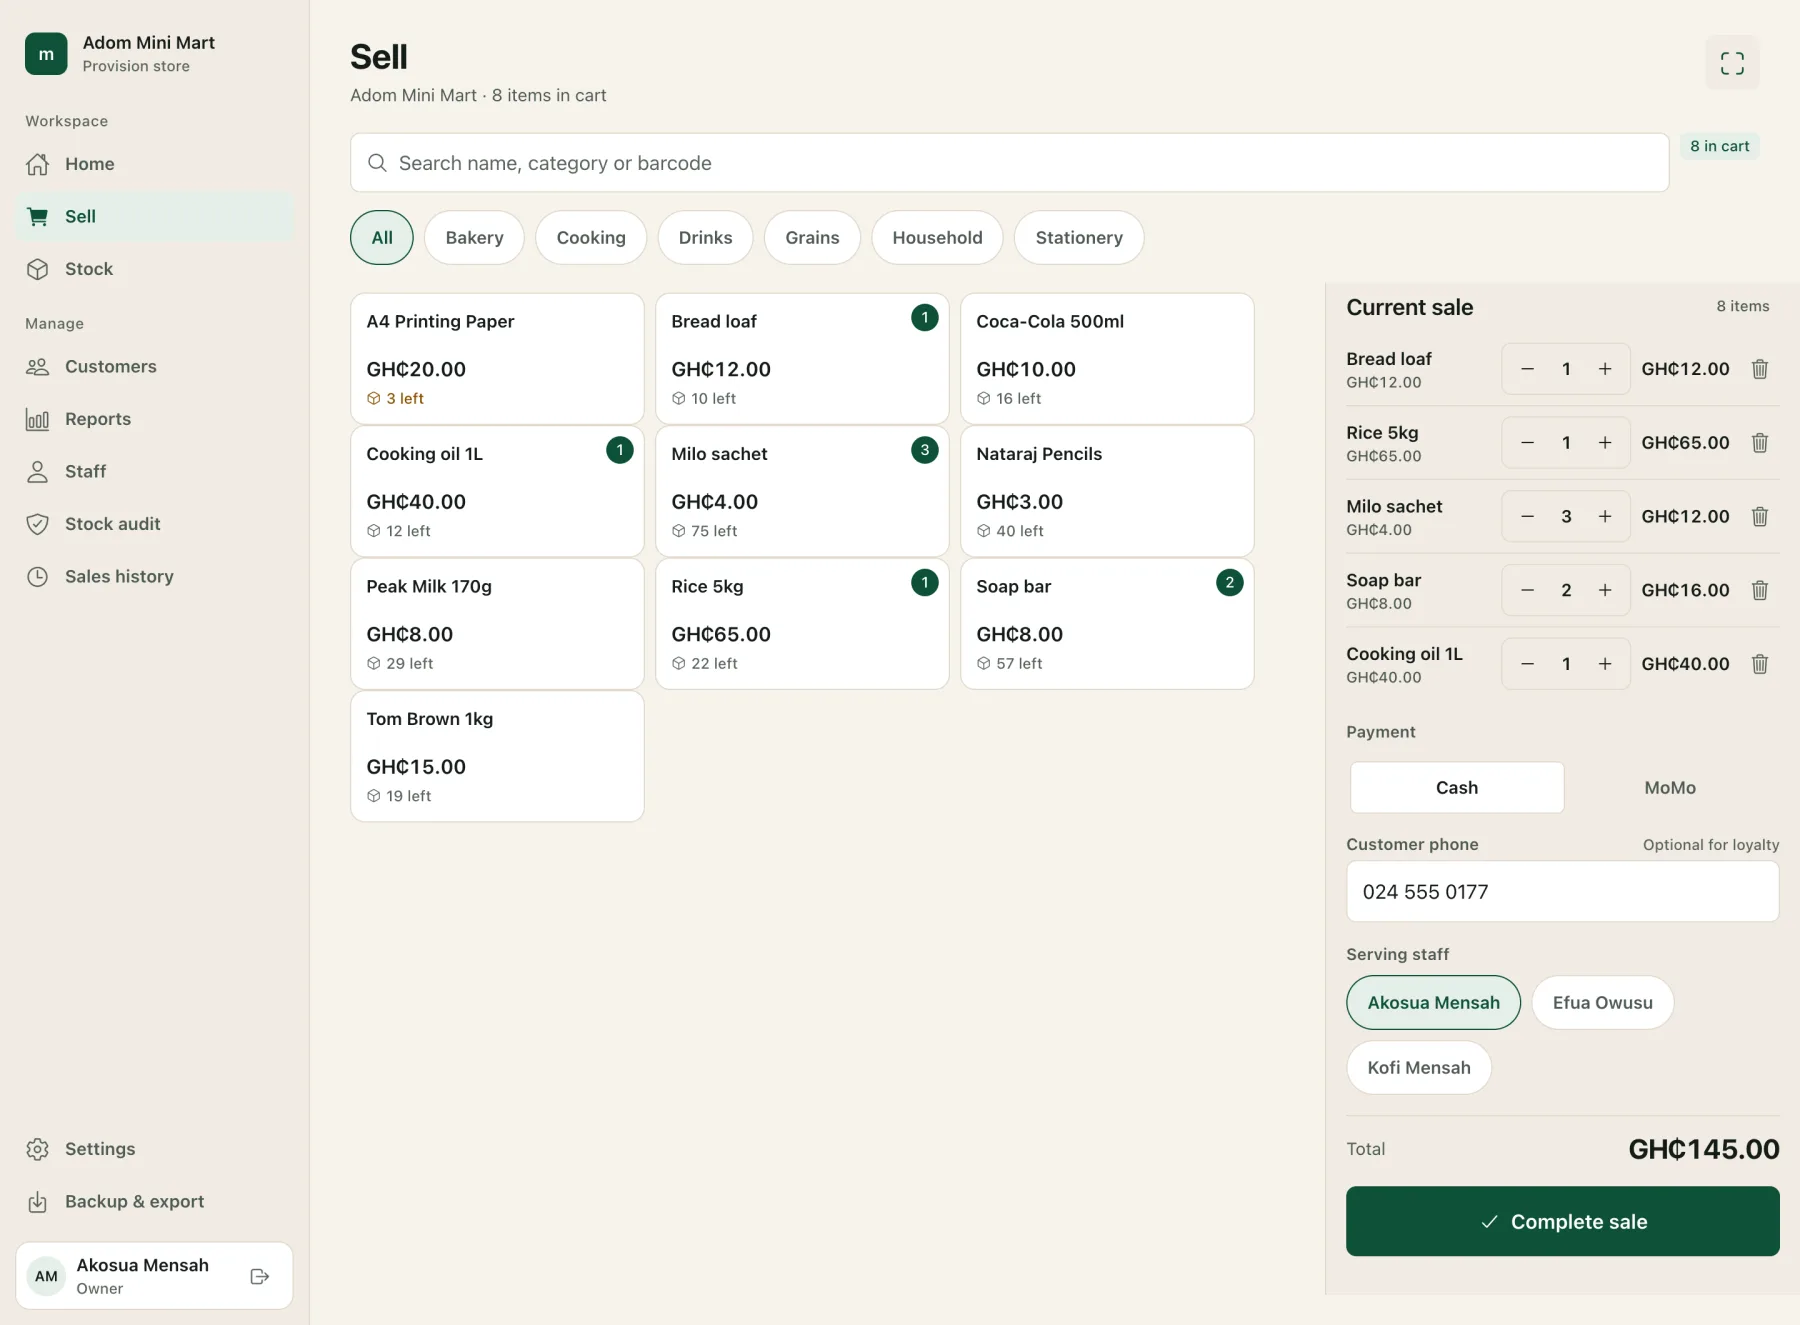 m
Adom Mini Mart
Provision store
Workspace
Home
Sell
Stock
Manage
Customers
Reports
Staff
Stock audit
Sales history
Settings
Backup & export
AM
Akosua Mensah
Owner
Sell
Adom Mini Mart · 8 items in cart
Search name, category or barcode
8 in cart
All
Bakery
Cooking
Drinks
Grains
Household
Stationery
A4 Printing Paper
GH₵20.00
3 left
Bread loaf
1
GH₵12.00
10 left
Coca-Cola 500ml
GH₵10.00
16 left
Cooking oil 1L
1
GH₵40.00
12 left
Milo sachet
3
GH₵4.00
75 left
Nataraj Pencils
GH₵3.00
40 left
Peak Milk 170g
GH₵8.00
29 left
Rice 5kg
1
GH₵65.00
22 left
Soap bar
2
GH₵8.00
57 left
Tom Brown 1kg
GH₵15.00
19 left
Current sale
8 items
Bread loaf
GH₵12.00
− 1 +
GH₵12.00
Rice 5kg
GH₵65.00
− 1 +
GH₵65.00
Milo sachet
GH₵4.00
− 3 +
GH₵12.00
Soap bar
GH₵8.00
− 2 +
GH₵16.00
Cooking oil 1L
GH₵40.00
− 1 +
GH₵40.00
Payment
Cash
MoMo
Customer phone
Optional for loyalty
024 555 0177
Serving staff
Akosua Mensah
Efua Owusu
Kofi Mensah
Total
GH₵145.00
Complete sale